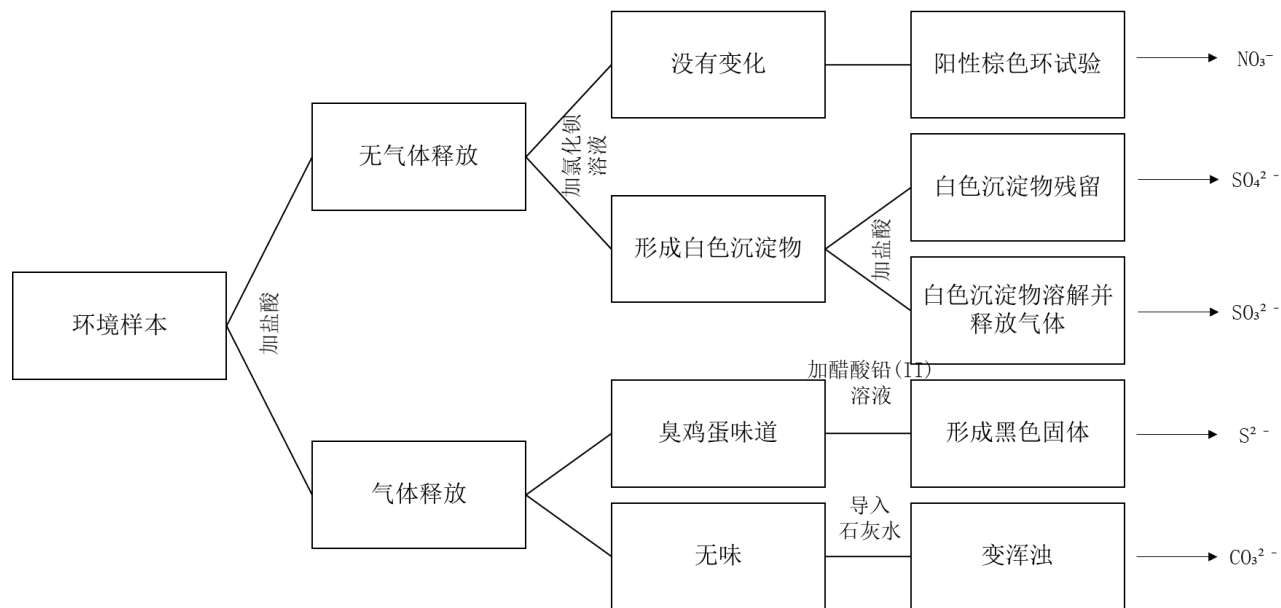 没有变化
阳性棕色环试验
NO₃⁻
无气体释放
加氯化钡
溶液
白色沉淀物残留
SO₄²⁻
形成白色沉淀物
加盐酸
白色沉淀物溶解并
释放气体
SO₃²⁻
环境样本
加盐酸
加醋酸铅(II)
溶液
臭鸡蛋味道
形成黑色固体
S²⁻
气体释放
导入
石灰水
无味
变浑浊
CO₃²⁻